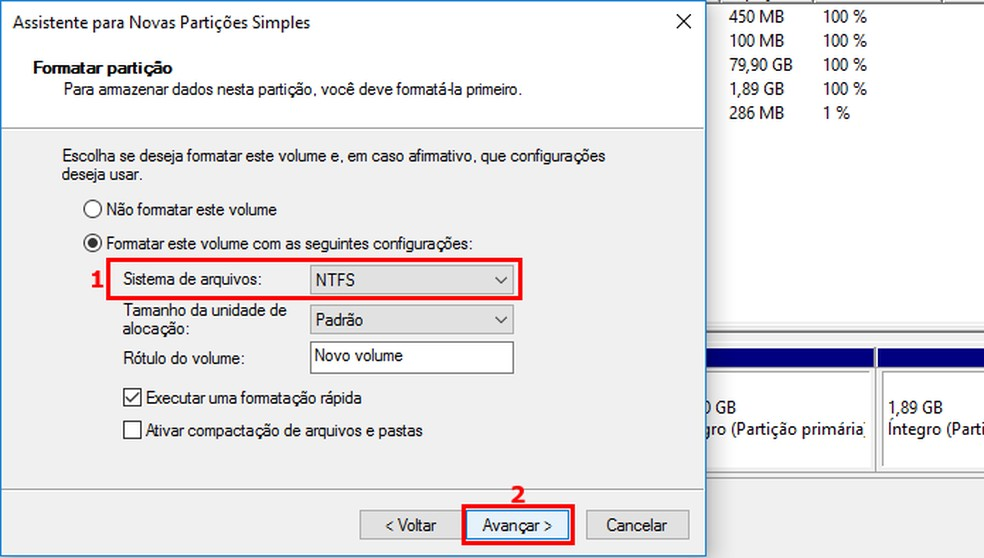 Assistente para Novas Partições Simples
Formatar partição
Para armazenar dados nesta partição, você deve formatá-la primeiro.
Escolha se deseja formatar este volume e, em caso afirmativo, que configurações
deseja usar.
Não formatar este volume
Formatar este volume com as seguintes configurações:
1
Sistema de arquivos: NTFS
Tamanho da unidade de
alocação: Padrão
Rótulo do volume: Novo volume
Executar uma formatação rápida
Ativar compactação de arquivos e pastas
2
< Voltar Avançar > Cancelar
450 MB 100 %
100 MB 100 %
79,90 GB 100 %
1,89 GB 100 %
286 MB 1 %
0 GB
gro (Partição primária
1,89 GB
Íntegro (Parti